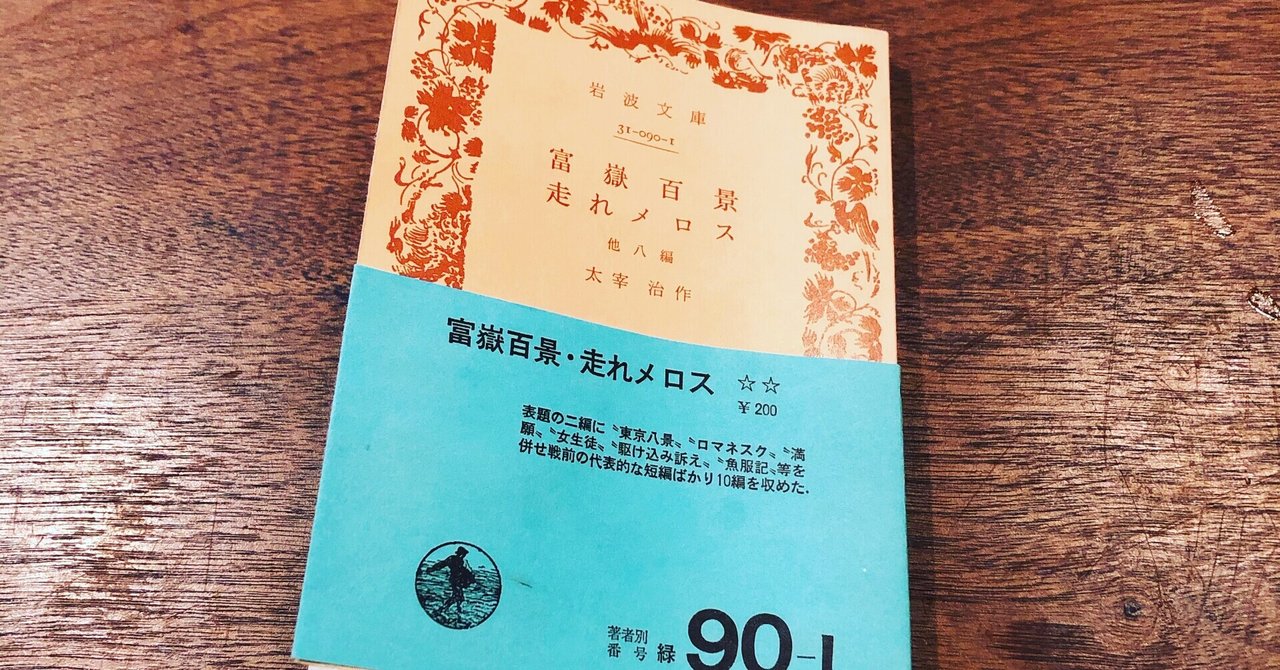 岩波文庫
31-090-1
富嶽百景
走れメロス
他八編
太宰治作
富嶽百景・走れメロス ☆☆
¥200
表題の二編に〝東京八景〟〝ロマネスク〟〝満
願〟〝女生徒〟〝駆け込み訴え〟〝魚服記〟等を
併せ戦前の代表的な短編ばかり10編を収めた.
著者別
番号 緑 90-1